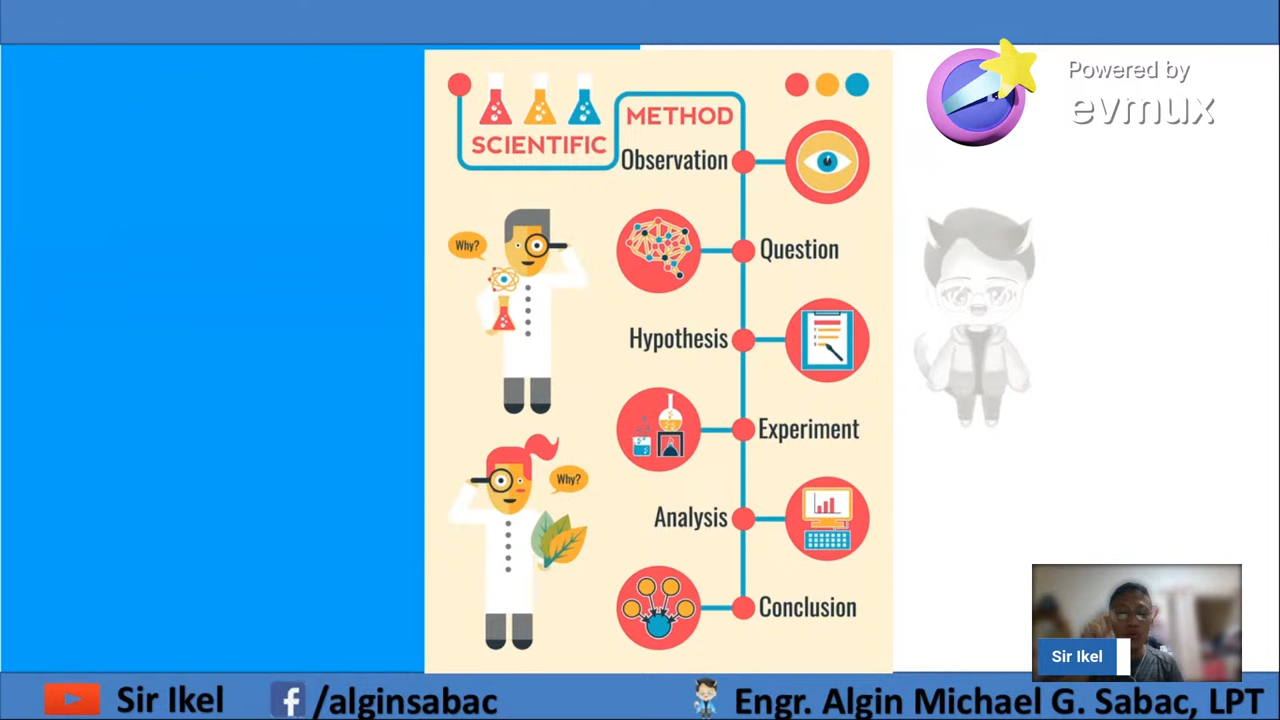 Powered by
evmux
SCIENTIFIC
METHOD
Observation
Why?
Question
Hypothesis
Experiment
Why?
Analysis
Conclusion
Sir Ikel
Sir Ikel
/alginsabac
Engr. Algin Michael G. Sabac, LPT